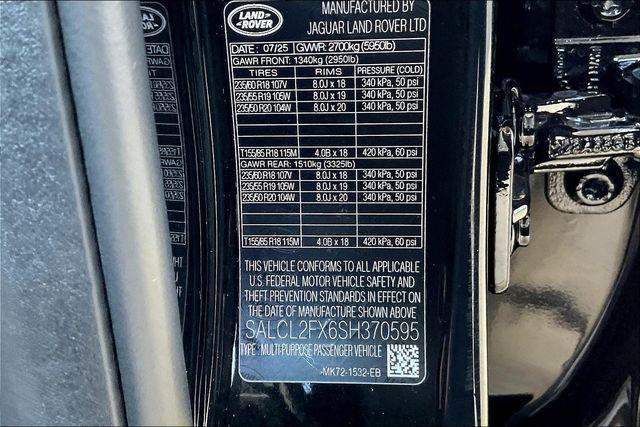 MANUFACTURED BY
LAND
ROVER
JAGUAR LAND ROVER LTD
DATE : 07/25 GVWR: 2700kg (5950lb)
GAWR FRONT: 1340kg (2950lb)
TIRES RIMS PRESSURE (COLD)
235/60 R18 107V 8.0J x 18 340 kPa, 50 psi
235/55 R19 105W 8.0J x 19 340 kPa, 50 psi
235/50 R20 104W 8.0J x 20 340 kPa, 50 psi
T155/85 R18 115M 4.0B x 18 420 kPa, 60 psi
GAWR REAR: 1510kg (3325lb)
235/60 R18 107V 8.0J x 18 340 kPa, 50 psi
235/55 R19 105W 8.0J x 19 340 kPa, 50 psi
235/50 R20 104W 8.0J x 20 340 kPa, 50 psi
T155/85 R18 115M 4.0B x 18 420 kPa, 60 psi
THIS VEHICLE CONFORMS TO ALL APPLICABLE
U.S. FEDERAL MOTOR VEHICLE SAFETY AND
THEFT PREVENTION STANDARDS IN EFFECT ON
THE DATE OF MANUFACTURE SHOWN ABOVE
SALCL2FX6SH370595
TYPE : MULTI-PURPOSE PASSENGER VEHICLE
-MK72-1532-EB